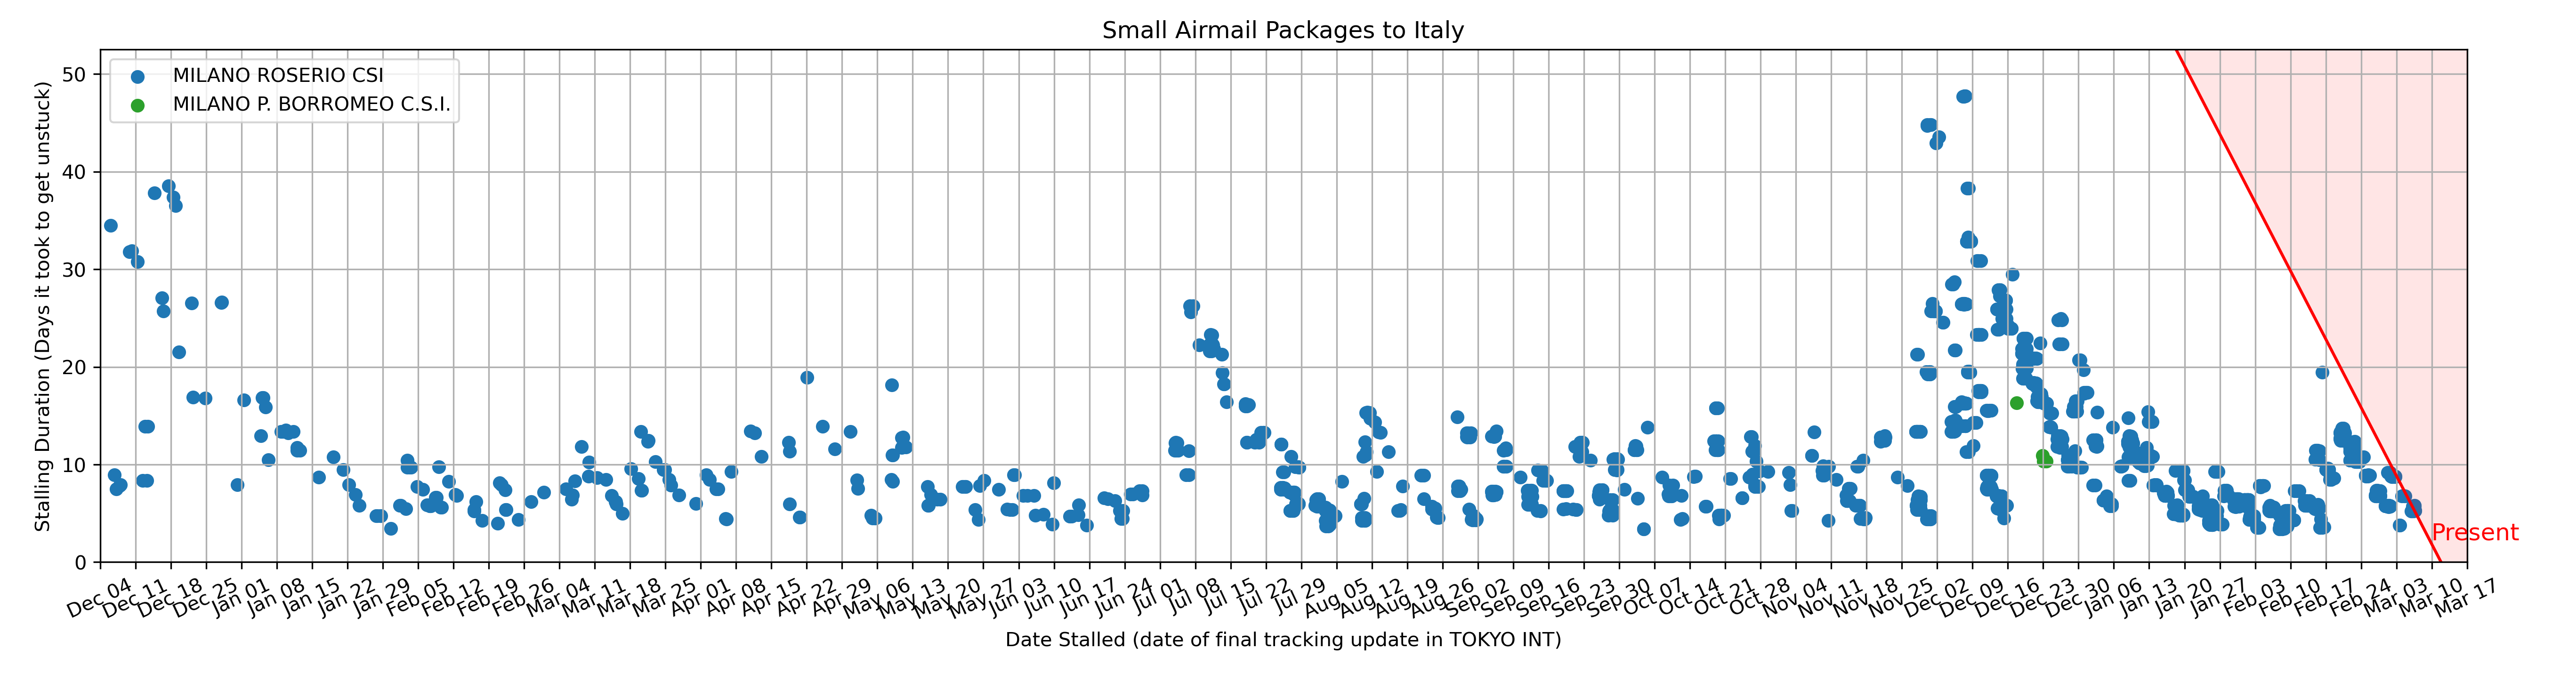 Small Airmail Packages to Italy
MILANO ROSERIO CSI
MILANO P. BORROMEO C.S.I.
Stalling Duration (Days it took to get unstuck)
50
40
30
20
10
0
Present
Dec 04
Dec 11
Dec 18
Dec 25
Jan 01
Jan 08
Jan 15
Jan 22
Jan 29
Feb 05
Feb 12
Feb 19
Feb 26
Mar 04
Mar 11
Mar 18
Mar 25
Apr 01
Apr 08
Apr 15
Apr 22
Apr 29
May 06
May 13
May 20
May 27
Jun 03
Jun 10
Jun 17
Jun 24
Jul 01
Jul 08
Jul 15
Jul 22
Jul 29
Aug 05
Aug 12
Aug 19
Aug 26
Sep 02
Sep 09
Sep 16
Sep 23
Sep 30
Oct 07
Oct 14
Oct 21
Oct 28
Nov 04
Nov 11
Nov 18
Nov 25
Dec 02
Dec 09
Dec 16
Dec 23
Dec 30
Jan 06
Jan 13
Jan 20
Jan 27
Feb 03
Feb 10
Feb 17
Feb 24
Mar 03
Mar 10
Mar 17
Date Stalled (date of final tracking update in TOKYO INT)